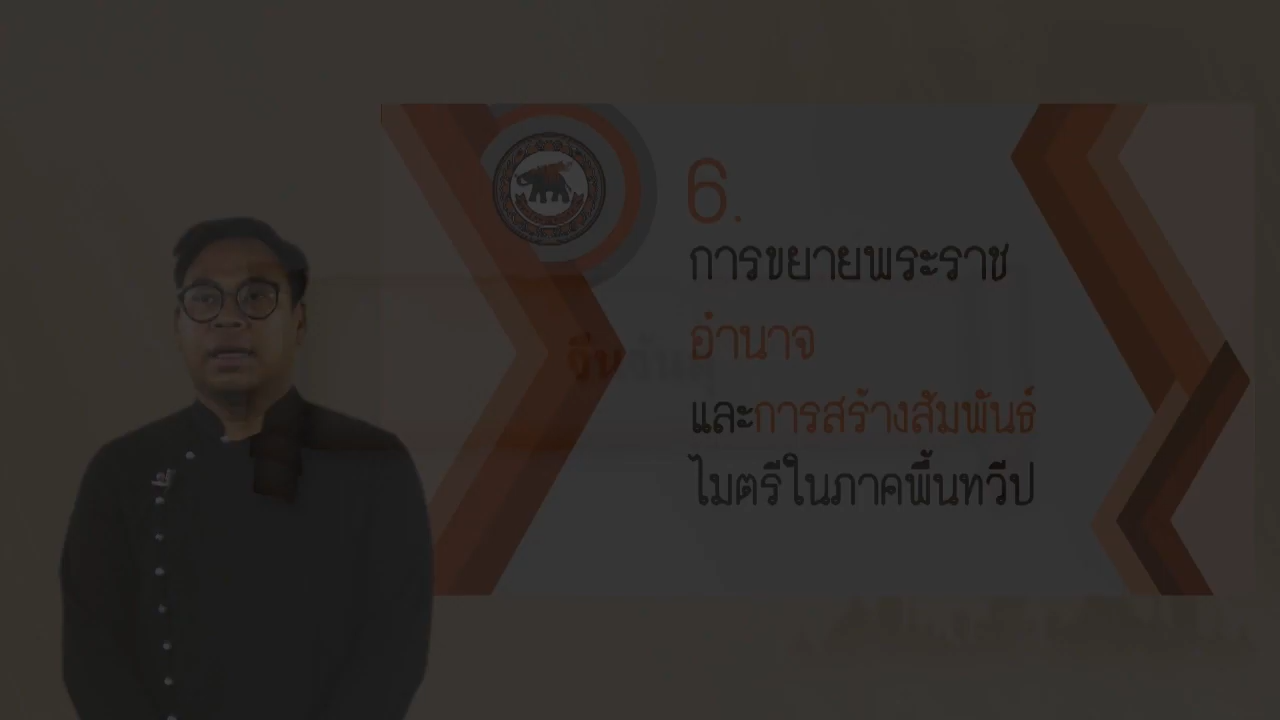 6.
การขยายพระราช
อำนาจ
และการสร้างสัมพันธ์
ไมตรีในภาคพื้นทวีป